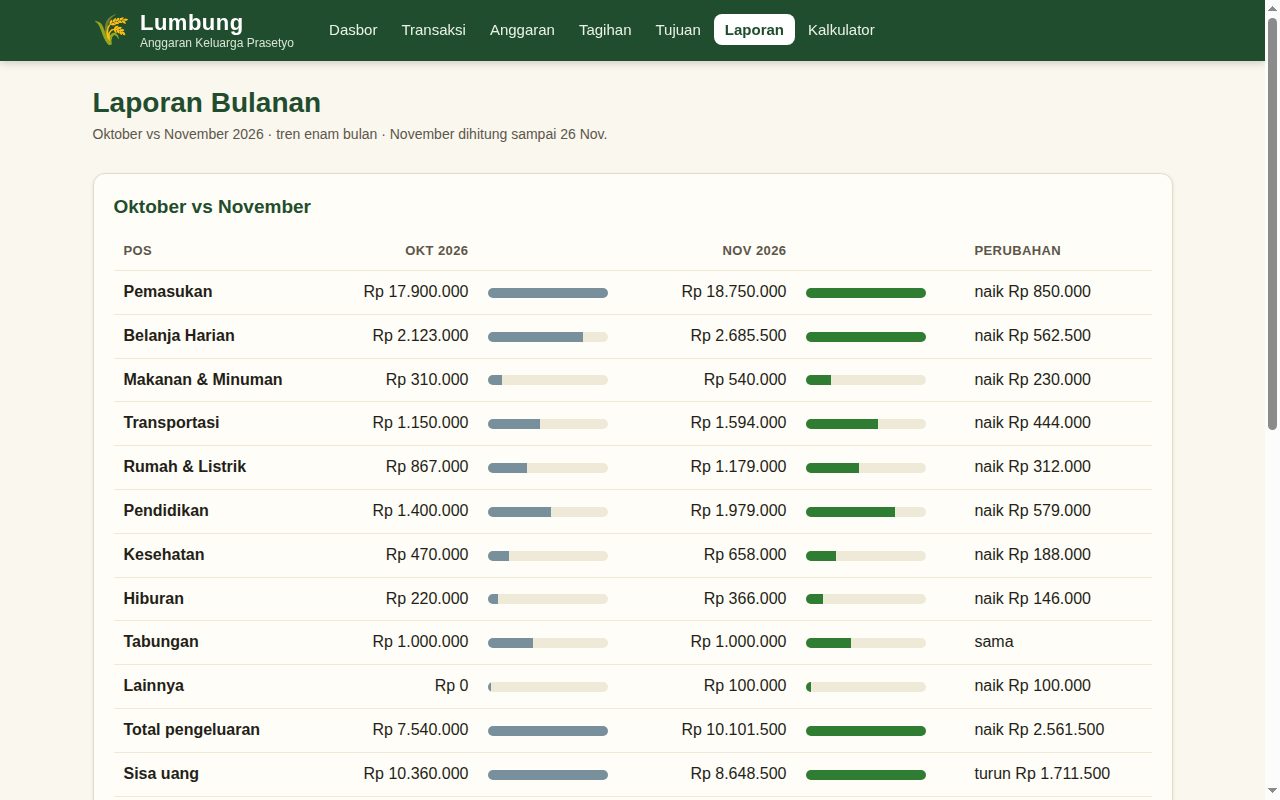 Lumbung
Anggaran Keluarga Prasetyo
Dasbor Transaksi Anggaran Tagihan Tujuan Laporan Kalkulator
Laporan Bulanan
Oktober vs November 2026 · tren enam bulan · November dihitung sampai 26 Nov.
Oktober vs November
POS OKT 2026 NOV 2026 PERUBAHAN
Pemasukan Rp 17.900.000 Rp 18.750.000 naik Rp 850.000
Belanja Harian Rp 2.123.000 Rp 2.685.500 naik Rp 562.500
Makanan & Minuman Rp 310.000 Rp 540.000 naik Rp 230.000
Transportasi Rp 1.150.000 Rp 1.594.000 naik Rp 444.000
Rumah & Listrik Rp 867.000 Rp 1.179.000 naik Rp 312.000
Pendidikan Rp 1.400.000 Rp 1.979.000 naik Rp 579.000
Kesehatan Rp 470.000 Rp 658.000 naik Rp 188.000
Hiburan Rp 220.000 Rp 366.000 naik Rp 146.000
Tabungan Rp 1.000.000 Rp 1.000.000 sama
Lainnya Rp 0 Rp 100.000 naik Rp 100.000
Total pengeluaran Rp 7.540.000 Rp 10.101.500 naik Rp 2.561.500
Sisa uang Rp 10.360.000 Rp 8.648.500 turun Rp 1.711.500